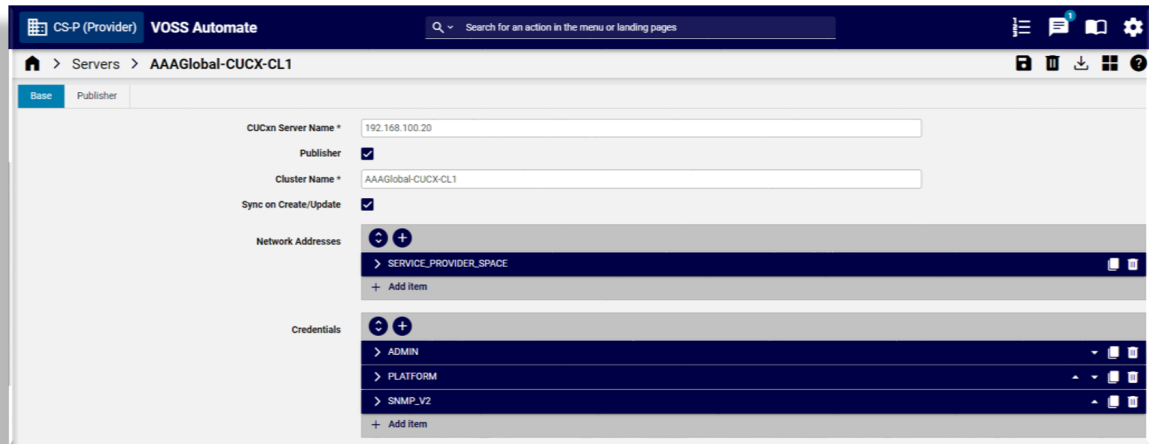 CS-P (Provider) VOSS Automate Search for an action in the menu or landing pages 1
Servers > AAAGlobal-CUCX-CL1
Base Publisher
CUCxn Server Name * 192.168.100.20
Publisher
Cluster Name * AAAGlobal-CUCX-CL1
Sync on Create/Update
Network Addresses
SERVICE_PROVIDER_SPACE
+ Add item
Credentials
ADMIN
PLATFORM
SNMP_V2
+ Add item